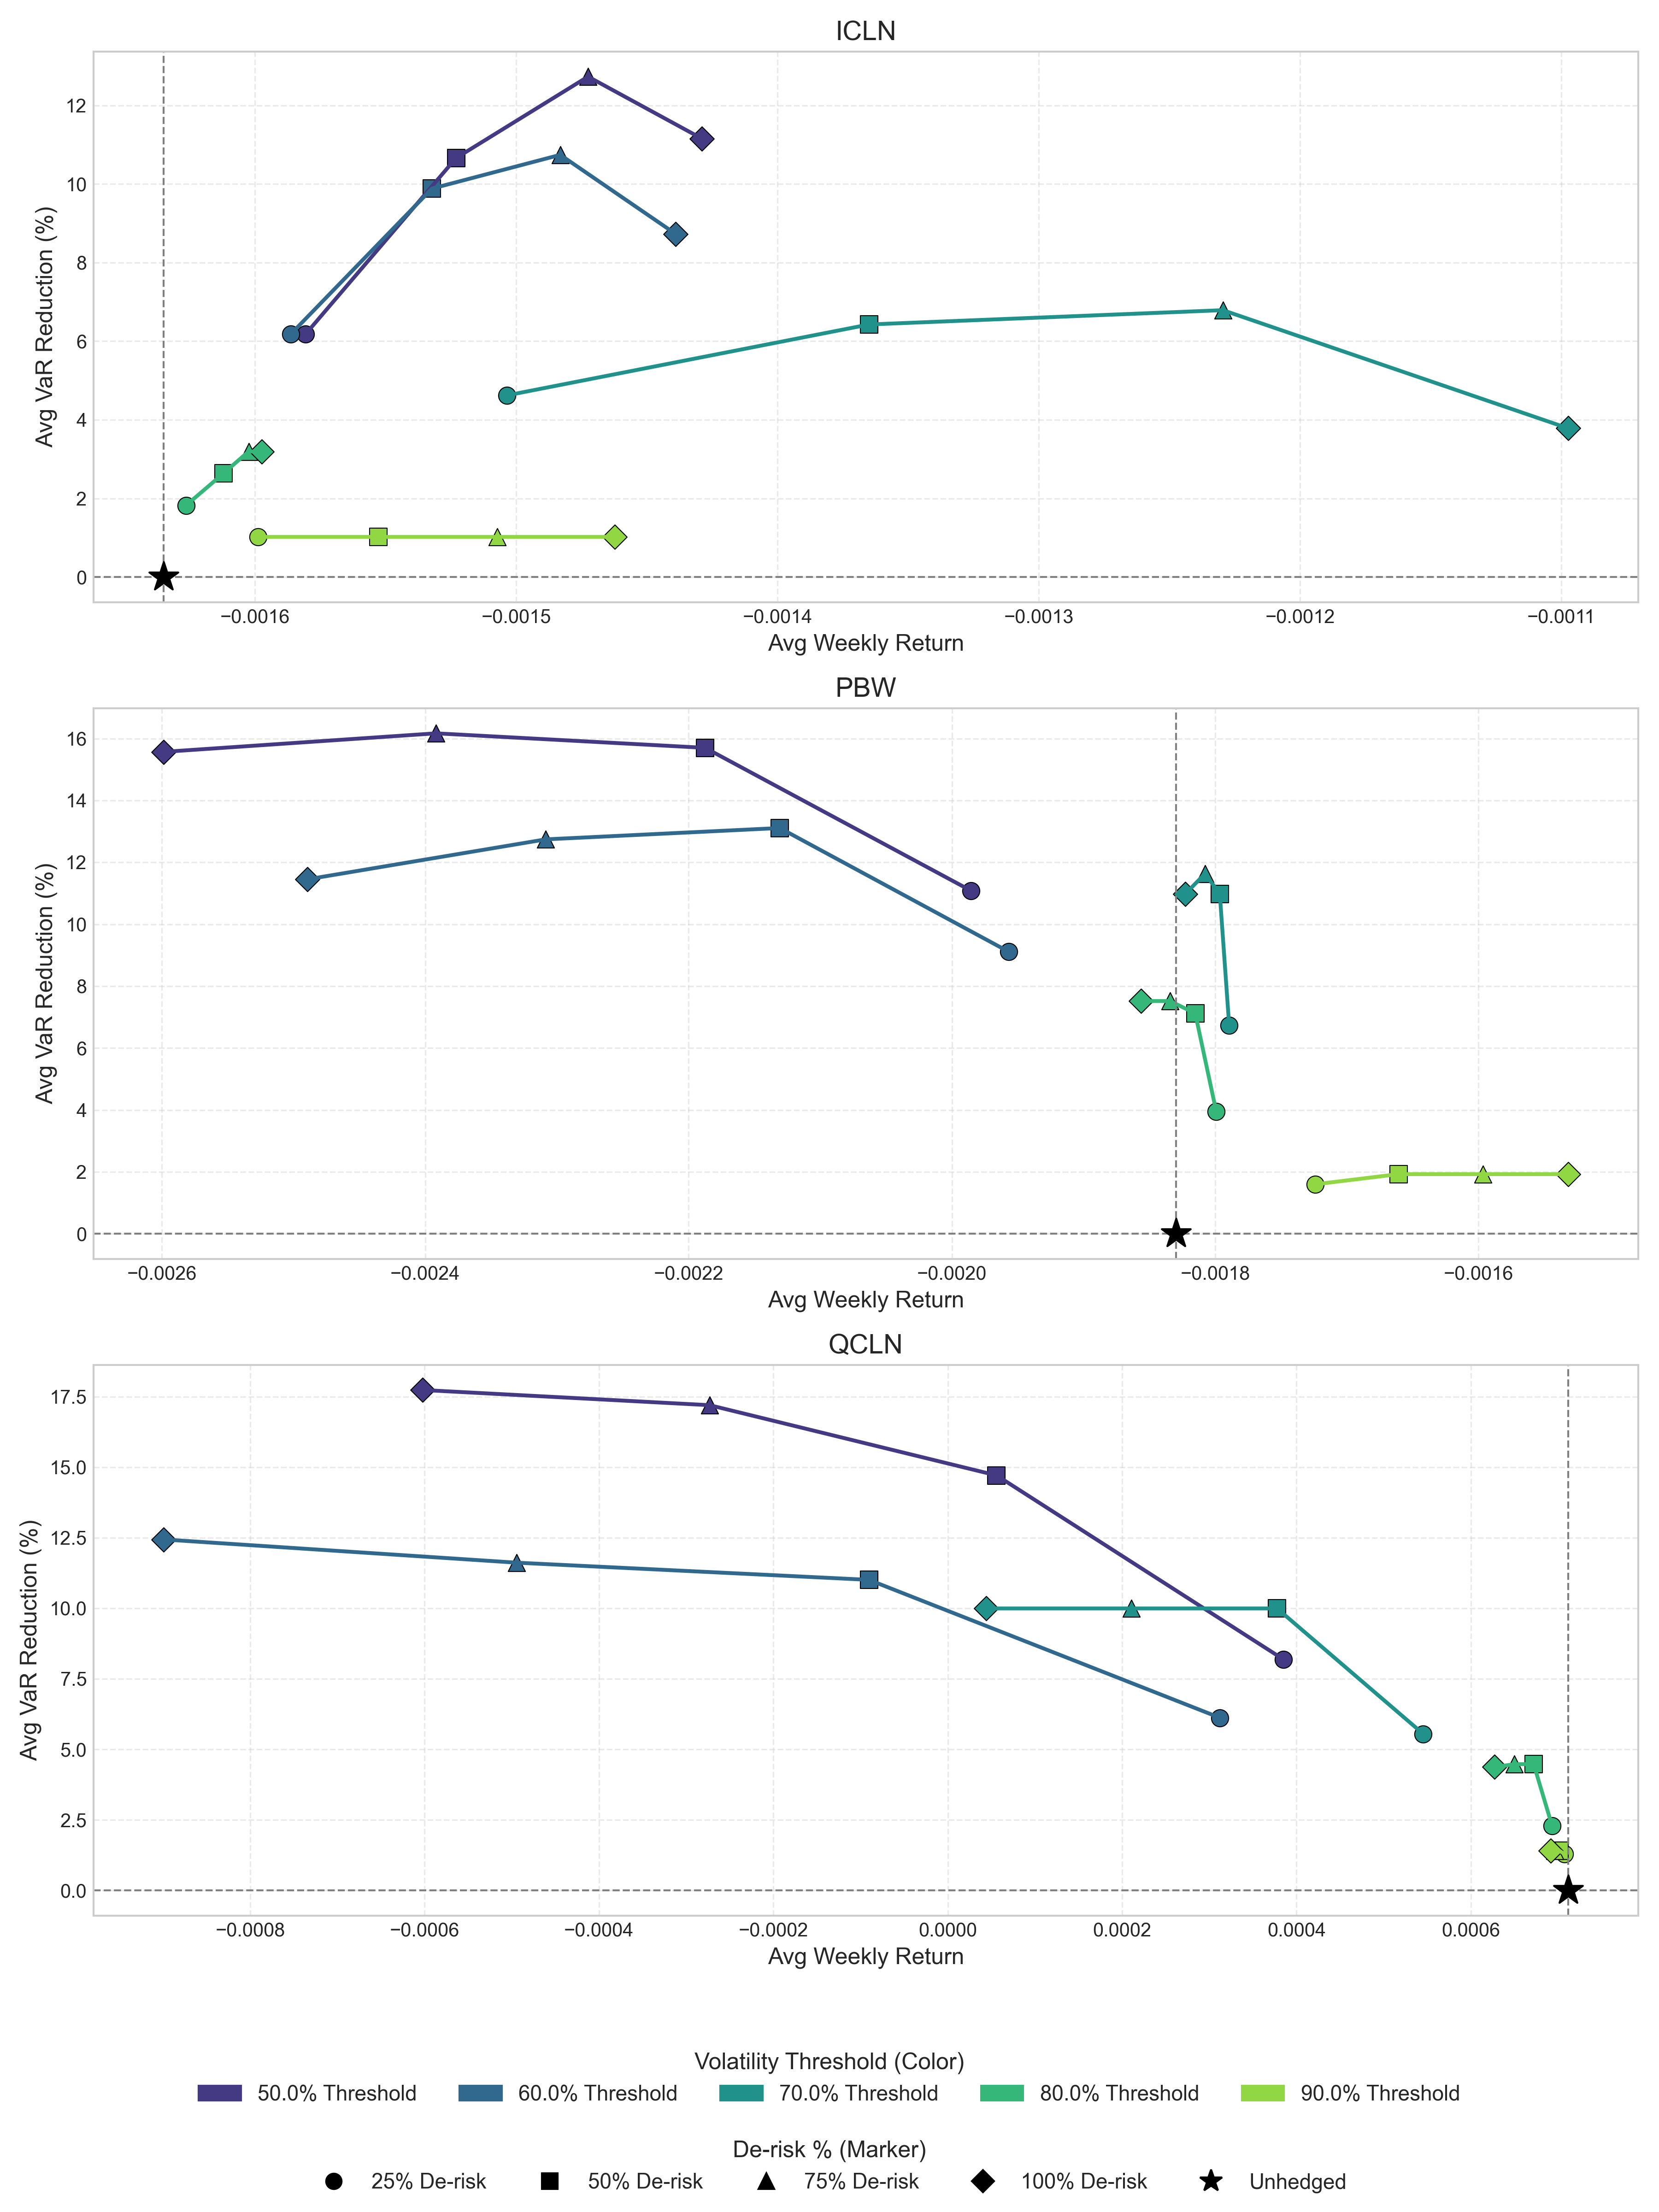 ICLN
Avg VaR Reduction (%)
12
10
8
6
4
2
0
−0.0016 −0.0015 −0.0014 −0.0013 −0.0012 −0.0011
Avg Weekly Return
PBW
Avg VaR Reduction (%)
16
14
12
10
8
6
4
2
0
−0.0026 −0.0024 −0.0022 −0.0020 −0.0018 −0.0016
Avg Weekly Return
QCLN
Avg VaR Reduction (%)
17.5
15.0
12.5
10.0
7.5
5.0
2.5
0.0
−0.0008 −0.0006 −0.0004 −0.0002 0.0000 0.0002 0.0004 0.0006
Avg Weekly Return
Volatility Threshold (Color)
50.0% Threshold 60.0% Threshold 70.0% Threshold 80.0% Threshold 90.0% Threshold
De-risk % (Marker)
25% De-risk 50% De-risk 75% De-risk 100% De-risk Unhedged